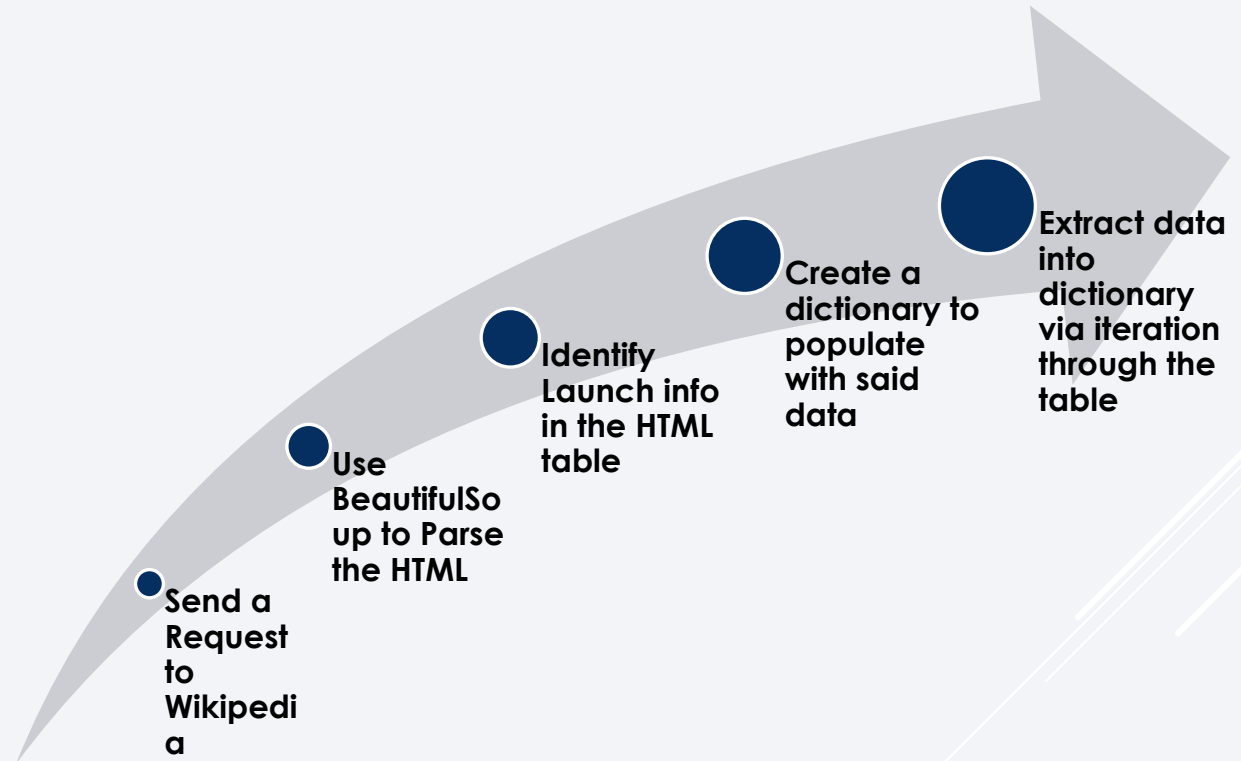 Send a
Request
to
Wikipedi
a
Use
BeautifulSo
up to Parse
the HTML
Identify
Launch info
in the HTML
table
Create a
dictionary to
populate
with said
data
Extract data
into
dictionary
via iteration
through the
table